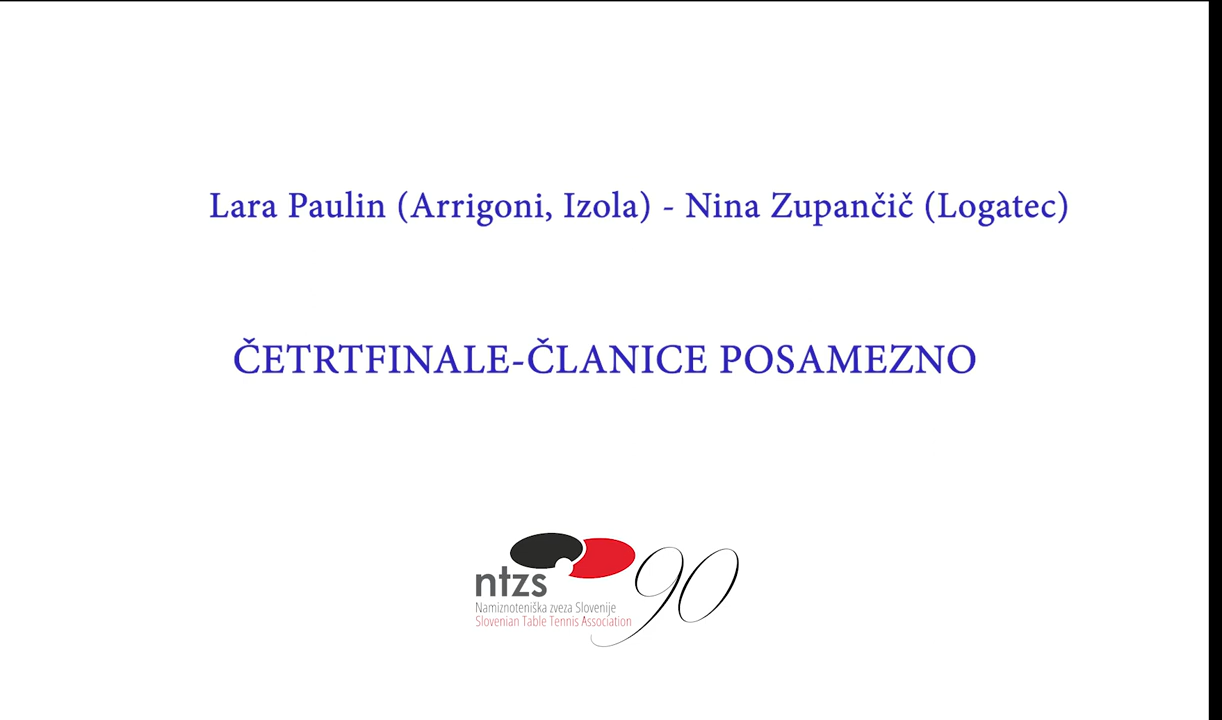 Lara Paulin (Arrigoni, Izola) - Nina Zupančič (Logatec)
ČETRTFINALE-ČLANICE POSAMEZNO
ntzs
90
Namiznoteniška zveza Slovenije
Slovenian Table Tennis Association